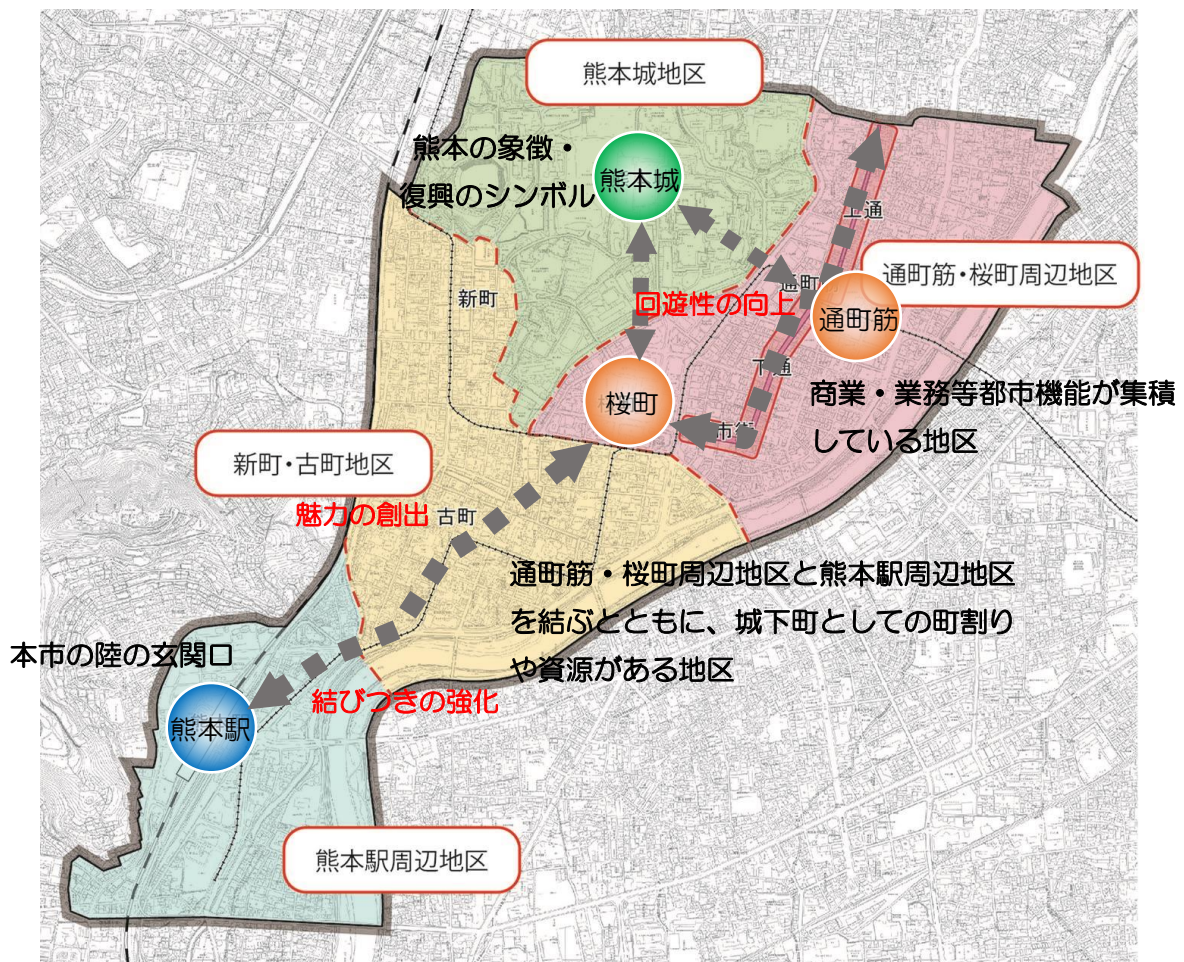 熊本城地区
熊本の象徴・
復興のシンボル
熊本城
上通
通町筋・桜町周辺地区
新町
通町
回遊性の向上
通町筋
下通
桜町
商業・業務等都市機能が集積
している地区
市街
新町・古町地区
魅力の創出
古町
通町筋・桜町周辺地区と熊本駅周辺地区
を結ぶとともに、城下町としての町割り
や資源がある地区
本市の陸の玄関口
結びつきの強化
熊本駅
熊本駅周辺地区